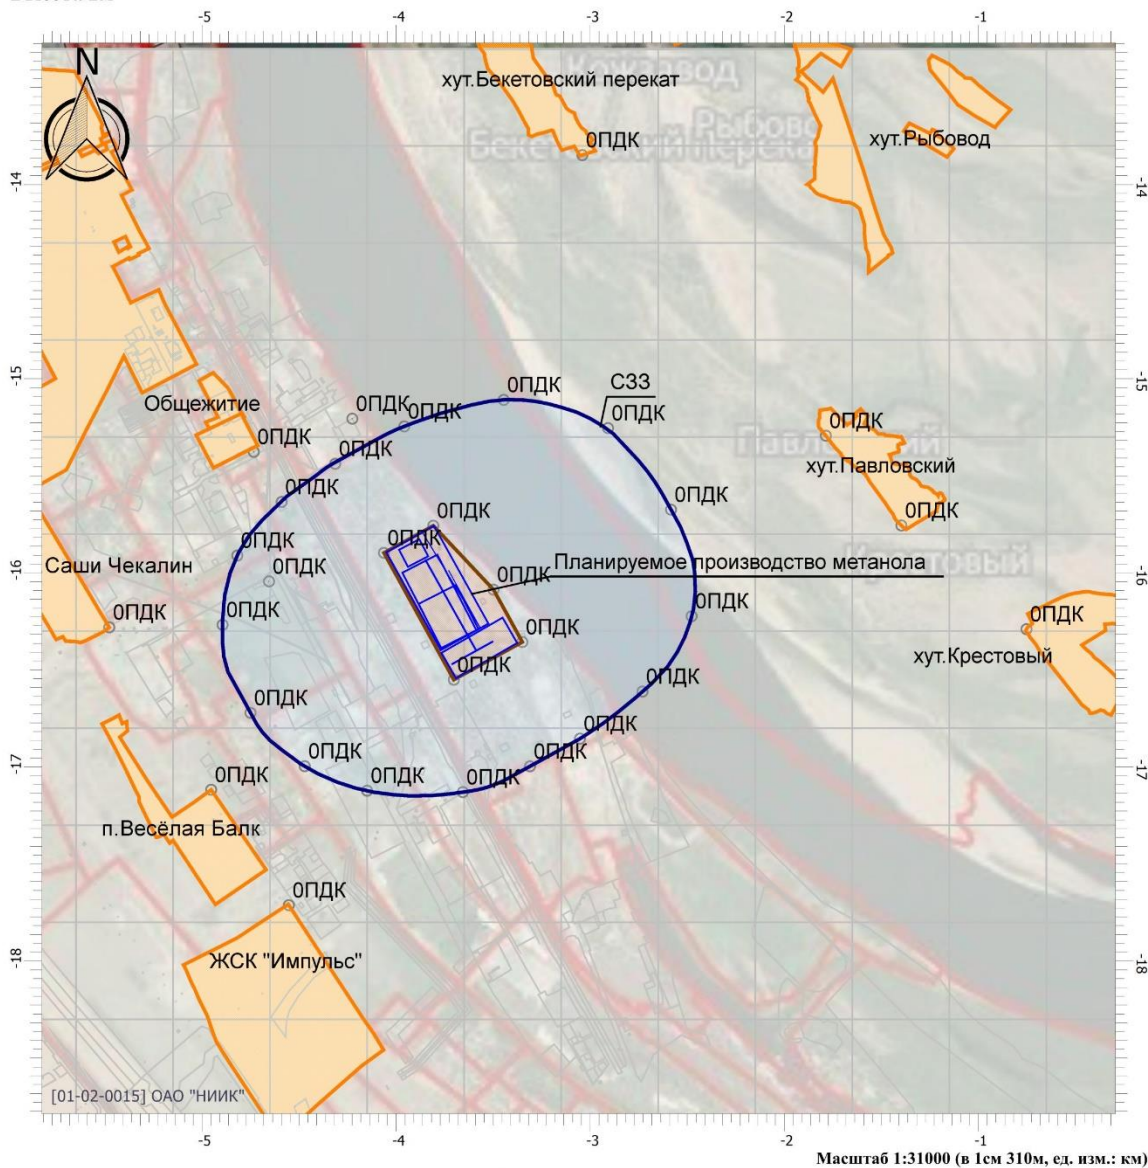 -5 -4 -3 -2 -1
N
хут.Бекетовский перекат
Кожзавод
0ПДК
хут.Рыбовод
-14 -14
-15 -15
0ПДК
СЗЗ
Общежитие
0ПДК
0ПДК
0ПДК
0ПДК
0ПДК
0ПДК
хут.Павловский
0ПДК
0ПДК
0ПДК
0ПДК
0ПДК
0ПДК
0ПДК
Саши Чекалин
Планируемое производство метанола
-16 -16
0ПДК
0ПДК
Крестовый
0ПДК
0ПДК
0ПДК
0ПДК
хут.Крестовый
0ПДК
0ПДК
0ПДК
0ПДК
0ПДК
0ПДК
-17 -17
0ПДК
0ПДК
0ПДК
п.Весёлая Балк
0ПДК
ЖСК "Импульс"
-18 -18
[01-02-0015] ОАО "НИИК"
-5 -4 -3 -2 -1
Масштаб 1:31000 (в 1см 310м, ед. изм.: км)